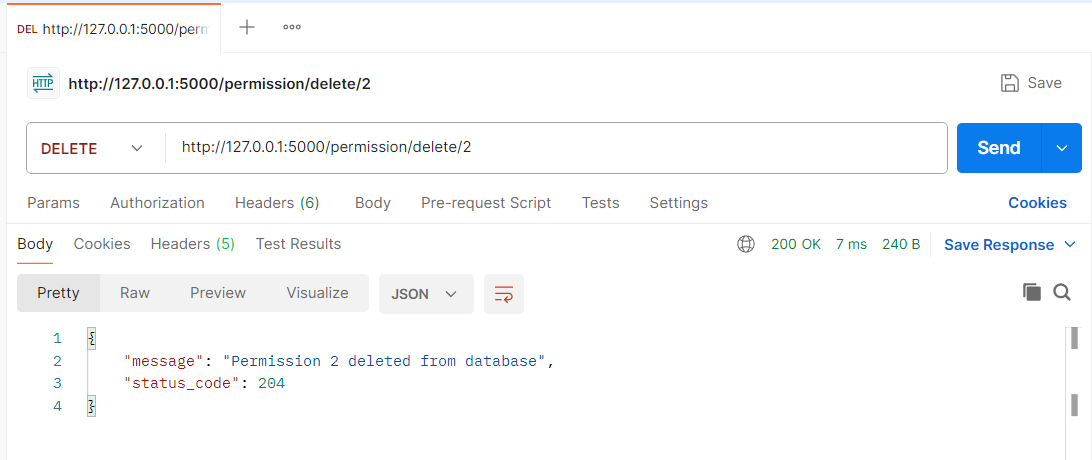 DEL http://127.0.0.1:5000/perm
HTTP http://127.0.0.1:5000/permission/delete/2 Save
DELETE http://127.0.0.1:5000/permission/delete/2 Send
Params Authorization Headers (6) Body Pre-request Script Tests Settings Cookies
Body Cookies Headers (5) Test Results 200 OK 7 ms 240 B Save Response
Pretty Raw Preview Visualize JSON
1 {
2 "message": "Permission 2 deleted from database",
3 "status_code": 204
4 }